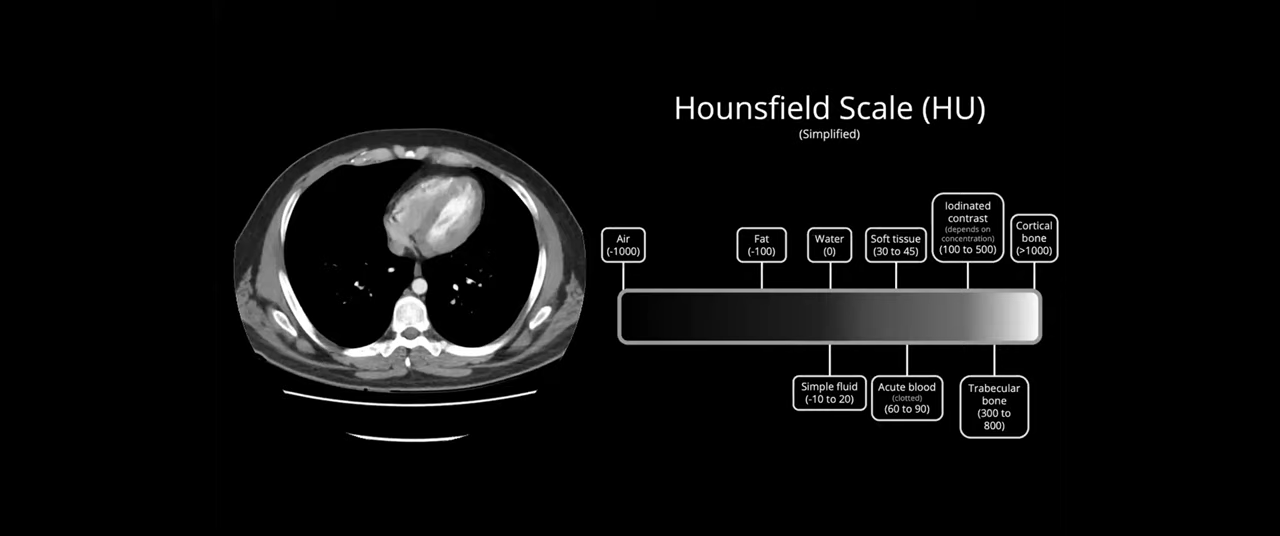 Hounsfield Scale (HU)
(Simplified)
Air
(-1000)
Fat
(-100)
Water
(0)
Soft tissue
(30 to 45)
Iodinated
contrast
(depends on
concentration)
(100 to 500)
Cortical
bone
(>1000)
Simple fluid
(-10 to 20)
Acute blood
(clotted)
(60 to 90)
Trabecular
bone
(300 to
800)